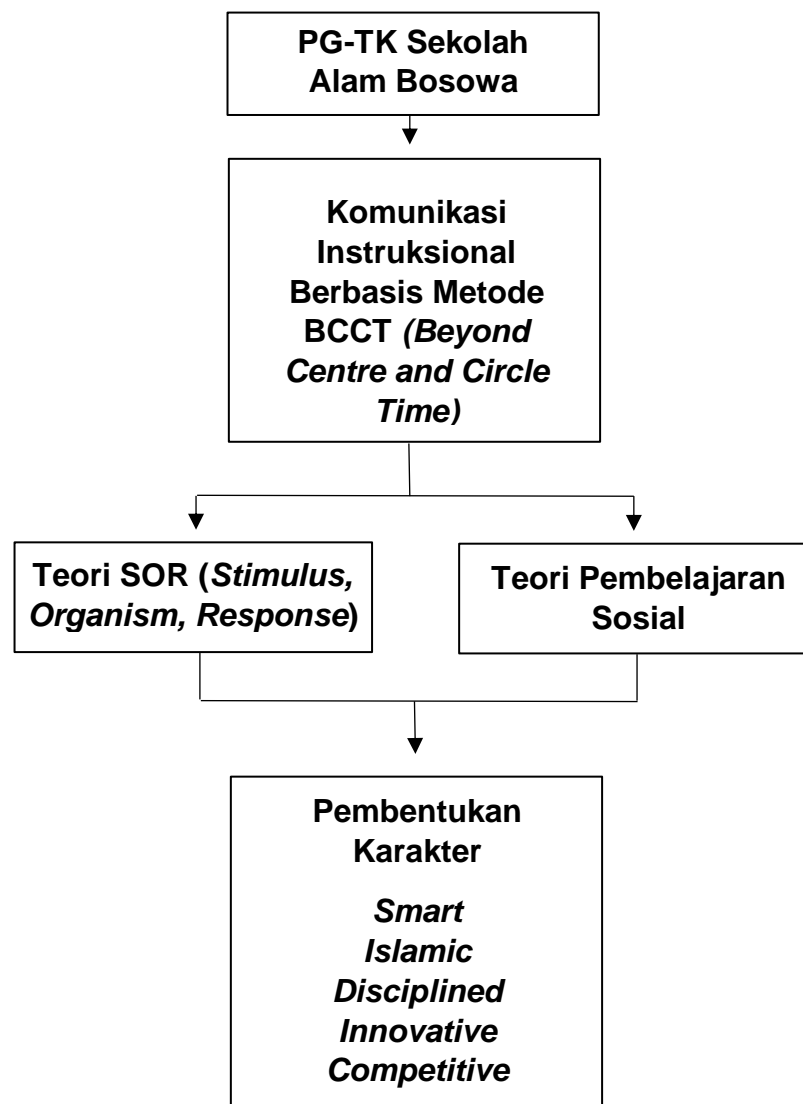 PG-TK Sekolah
Alam Bosowa
Komunikasi
Instruksional
Berbasis Metode
BCCT (Beyond
Centre and Circle
Time)
Teori SOR (Stimulus,
Organism, Response)
Teori Pembelajaran
Sosial
Pembentukan
Karakter
Smart
Islamic
Disciplined
Innovative
Competitive